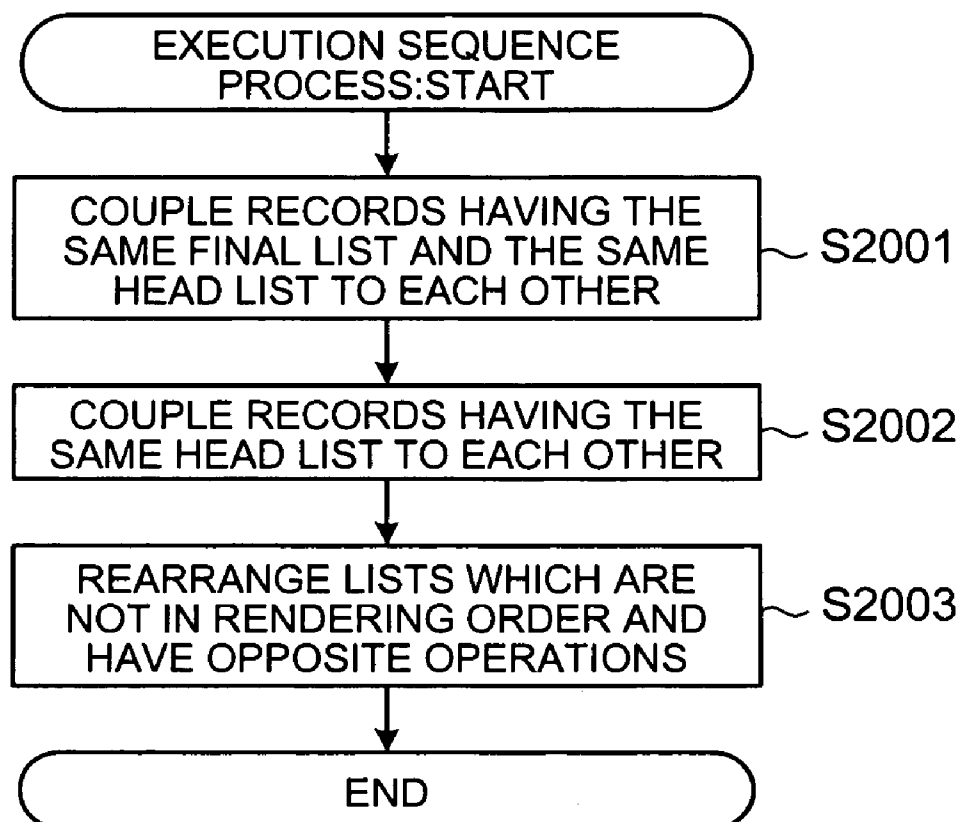 EXECUTION SEQUENCE
PROCESS:START
COUPLE RECORDS HAVING THE
SAME FINAL LIST AND THE SAME
HEAD LIST TO EACH OTHER
S2001
COUPLE RECORDS HAVING THE
SAME HEAD LIST TO EACH OTHER
S2002
REARRANGE LISTS WHICH ARE
NOT IN RENDERING ORDER AND
HAVE OPPOSITE OPERATIONS
S2003
END